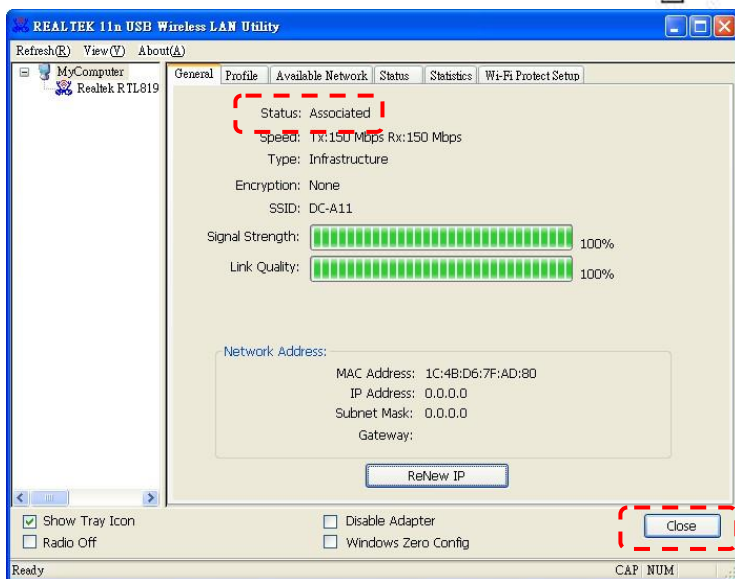 REALTEK 11n USB Wireless LAN Utility
Refresh(R) View(V) About(A)
MyComputer
Realtek RTL819
General Profile Available Network Status Statistics Wi-Fi Protect Setup
Status: Associated
Speed: Tx:150 Mbps Rx:150 Mbps
Type: Infrastructure
Encryption: None
SSID: DC-A11
Signal Strength: 100%
Link Quality: 100%
Network Address:
MAC Address: 1C:4B:D6:7F:AD:80
IP Address: 0.0.0.0
Subnet Mask: 0.0.0.0
Gateway:
ReNew IP
Show Tray Icon
Disable Adapter
Close
Radio Off
Windows Zero Config
Ready
CAP NUM